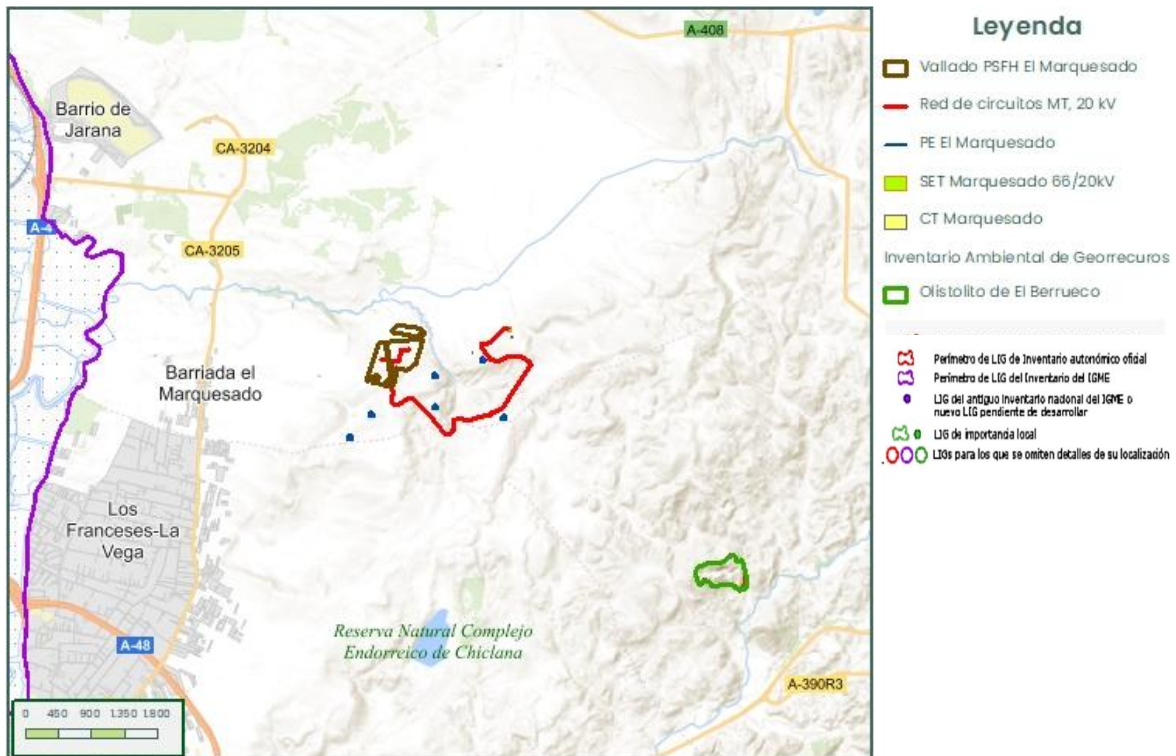 A-408
Barrio de
Jarana
CA-3204
A-4
CA-3205
Barriada el
Marquesado
Los
Franceses-La
Vega
Reserva Natural Complejo
Endorreico de Chiclana
A-48
A-390R3
0 450 900 1.350 1.800
Leyenda
Vallado PSFH El Marquesado
Red de circuitos MT, 20 kV
PE El Marquesado
SET Marquesado 66/20kV
CT Marquesado
Inventario Ambiental de Georrecuros
Olistolito de El Berrueco
Perímetro de LIG de Inventario autonómico oficial
Perímetro de LIG del Inventario del IGME
LIG del antiguo inventario nacional del IGME o
nuevo LIG pendiente de desarrollar
LIG de importancia local
LIGs para los que se omiten detalles de su localización